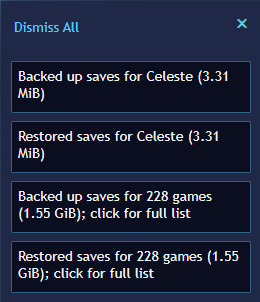 Dismiss All
Backed up saves for Celeste (3.31
MiB)
Restored saves for Celeste (3.31
MiB)
Backed up saves for 228 games
(1.55 GiB); click for full list
Restored saves for 228 games (1.55
GiB); click for full list